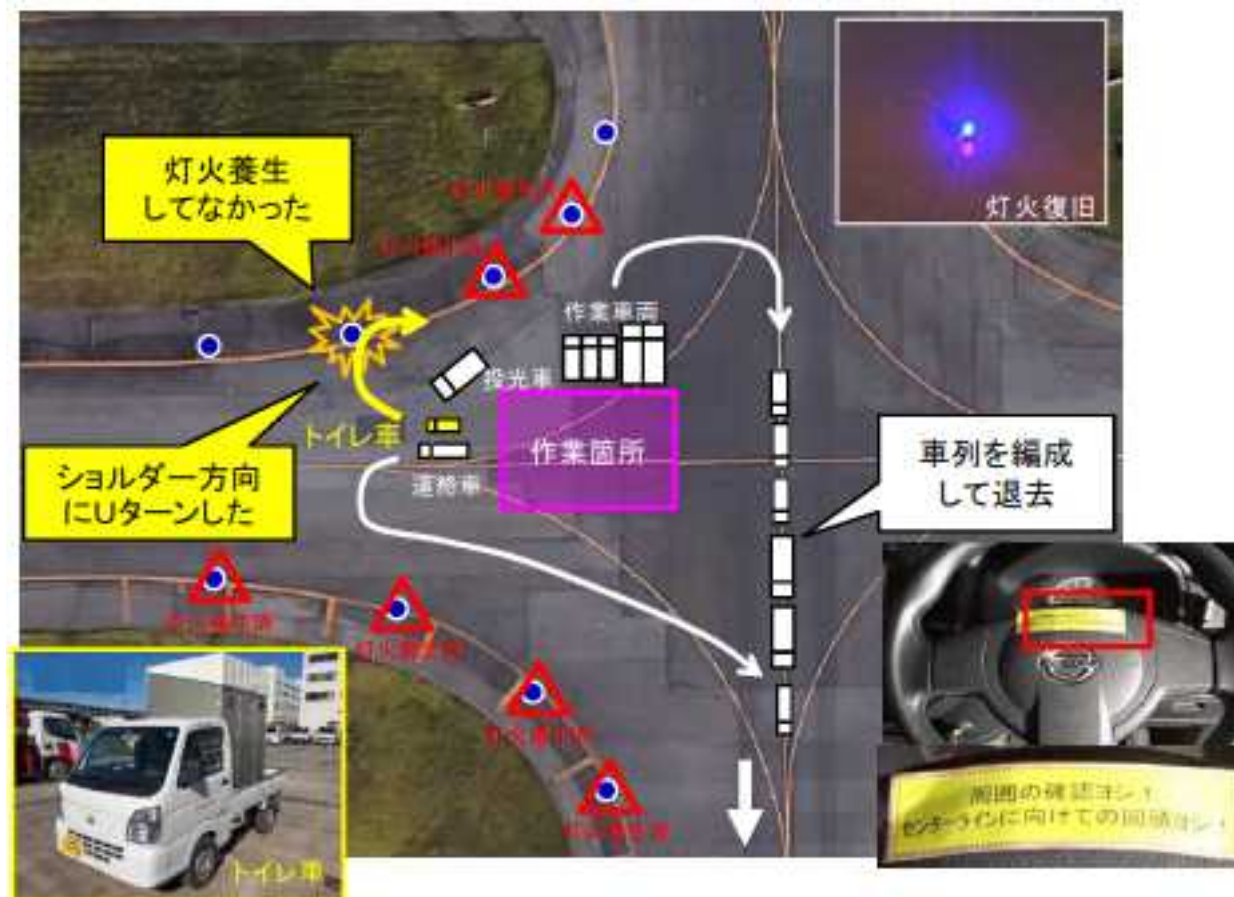 灯火養生
してなかった
灯火復旧
作業車両
投光車
トイレ車
連絡車
作業箇所
ショルダー方向
にUターンした
車列を編成
して退去
トイレ車
周囲の確認ヨシ!
センターラインに向けての回頭ヨシ!